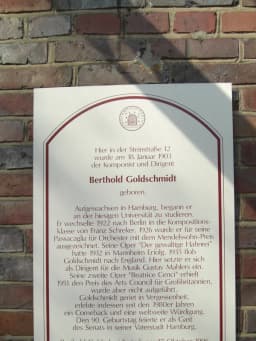 Hier in der Steinstraße 12
wurde am 18. Januar 1903
der Komponist und Dirigent
Berthold Goldschmidt
geboren.
Aufgewachsen in Hamburg, begann er
an der hiesigen Universität zu studieren.
Er wechselte 1922 nach Berlin in die Kompositions-
klasse von Franz Schreker. 1926 wurde er für seine
Passacaglia für Orchester mit dem Mendelssohn-Preis
ausgezeichnet. Seine Oper "Der gewaltige Hahnrei"
hatte 1932 in Mannheim Erfolg. 1935 floh
Goldschmidt nach England. Hier setzte er sich
als Dirigent für die Musik Gustav Mahlers ein.
Seine zweite Oper "Beatrice Cenci" erhielt
1951 den Preis des Arts Council für Großbritannien,
wurde aber nicht aufgeführt.
Goldschmidt geriet in Vergessenheit,
erlebte indessen seit den 1980er Jahren
ein Comeback und eine weltweite Würdigung.
Den 90. Geburtstag feierte er als Gast
des Senats in seiner Vaterstadt Hamburg.